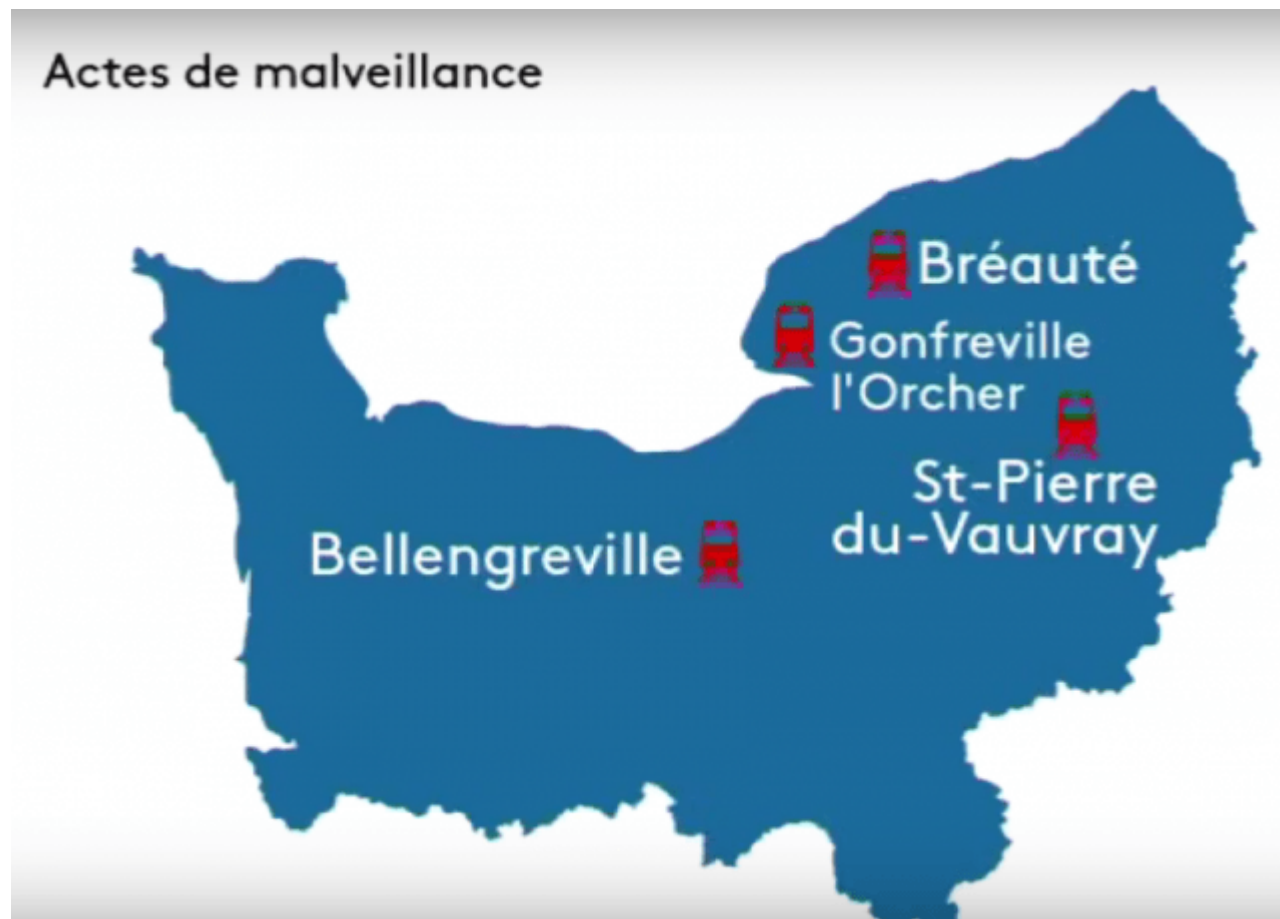 Actes de malveillance
Bréauté
Gonfreville
l'Orcher
St-Pierre
du-Vauvray
Bellengreville